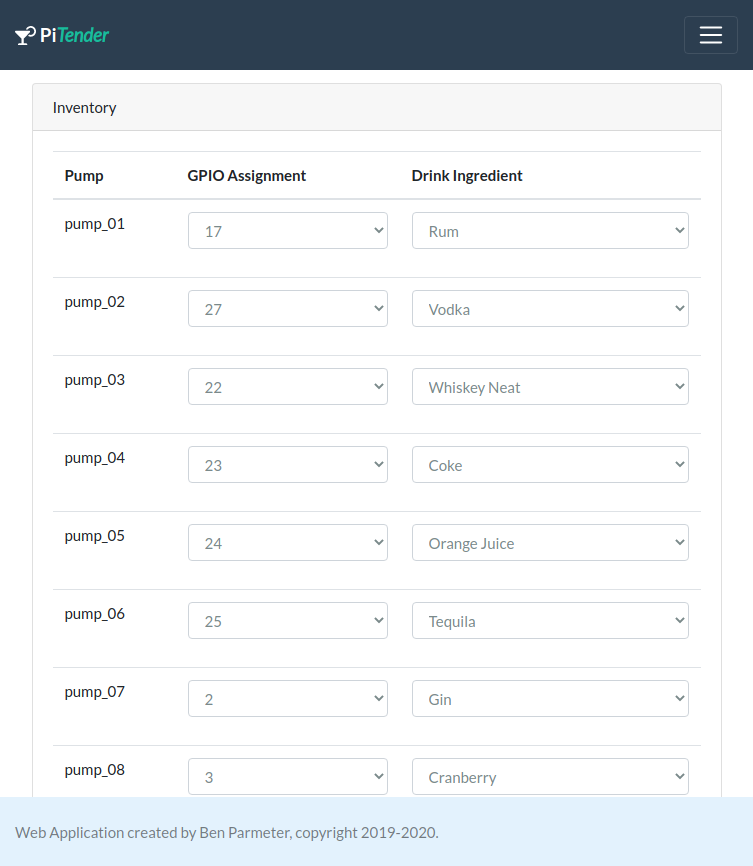 PiTender
Inventory
Pump GPIO Assignment Drink Ingredient
pump_01 17 Rum
pump_02 27 Vodka
pump_03 22 Whiskey Neat
pump_04 23 Coke
pump_05 24 Orange Juice
pump_06 25 Tequila
pump_07 2 Gin
pump_08 3 Cranberry
Web Application created by Ben Parmeter, copyright 2019-2020.